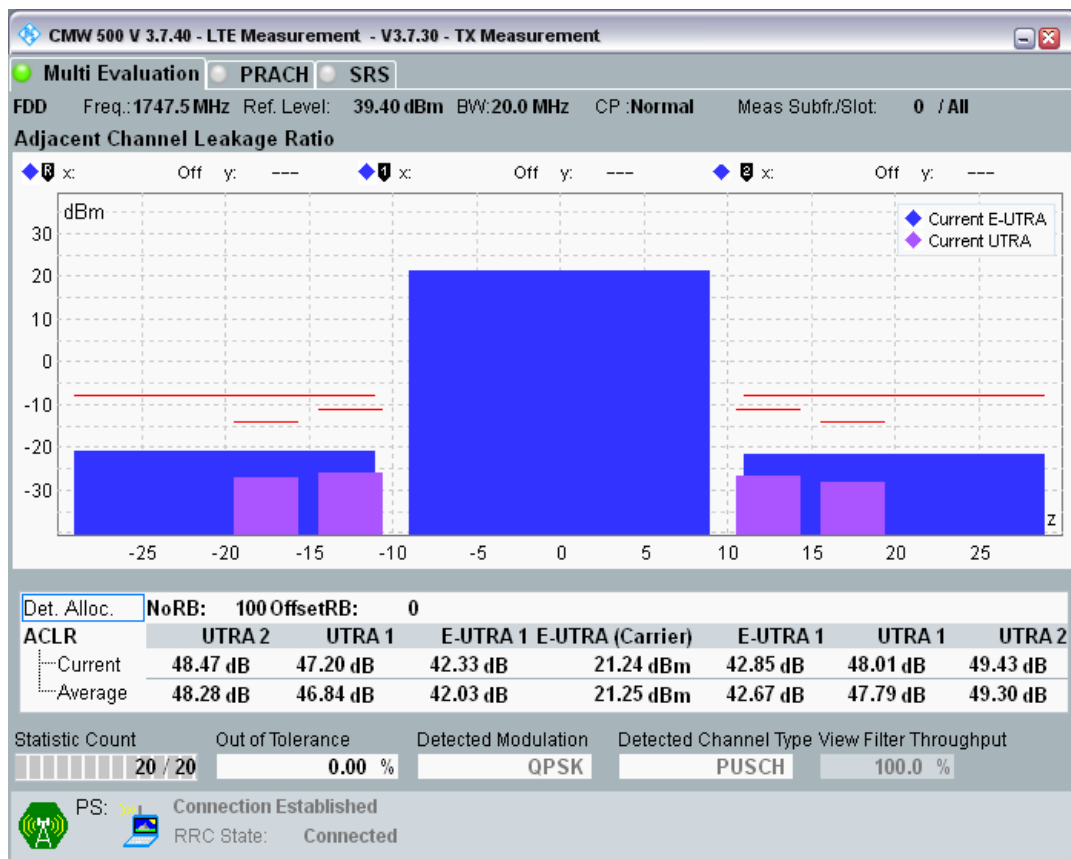 CMW 500 V 3.7.40 - LTE Measurement - V3.7.30 - TX Measurement
Multi Evaluation PRACH SRS
FDD Freq.:1747.5 MHz Ref. Level: 39.40 dBm BW:20.0 MHz CP :Normal Meas Subfr./Slot: 0 / All
Adjacent Channel Leakage Ratio
R x: Off y: --- 1 x: Off y: --- 2 x: Off y: ---
dBm
Current E-UTRA
Current UTRA
30
20
10
0
-10
-20
-30
z
-25 -20 -15 -10 -5 0 5 10 15 20 25
Det. Alloc. NoRB: 100 OffsetRB: 0
ACLR UTRA 2 UTRA 1 E-UTRA 1 E-UTRA (Carrier) E-UTRA 1 UTRA 1 UTRA 2
Current 48.47 dB 47.20 dB 42.33 dB 21.24 dBm 42.85 dB 48.01 dB 49.43 dB
Average 48.28 dB 46.84 dB 42.03 dB 21.25 dBm 42.67 dB 47.79 dB 49.30 dB
Statistic Count Out of Tolerance Detected Modulation Detected Channel Type View Filter Throughput
20 / 20 0.00 % QPSK PUSCH 100.0 %
PS: Connection Established
RRC State: Connected